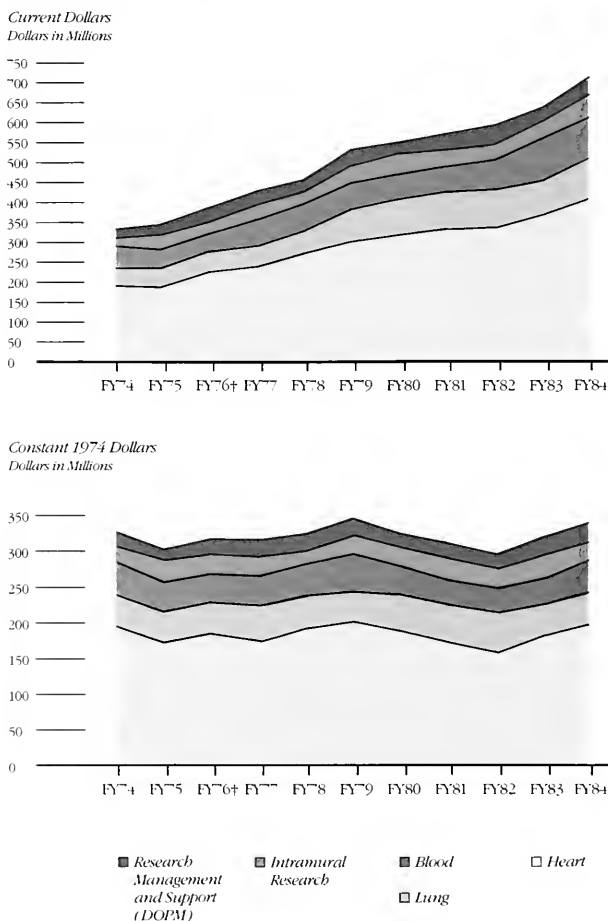 Current Dollars
Dollars in Millions
750
700
650
600
550
500
450
400
350
300
250
200
150
100
50
0
FY74 FY75 FY76† FY77 FY78 FY79 FY80 FY81 FY82 FY83 FY84
Constant 1974 Dollars
Dollars in Millions
350
300
250
200
150
100
50
0
FY74 FY75 FY76† FY77 FY78 FY79 FY80 FY81 FY82 FY83 FY84
Research Intramural Blood Heart
Management Research
and Support Lung
(DOPM)